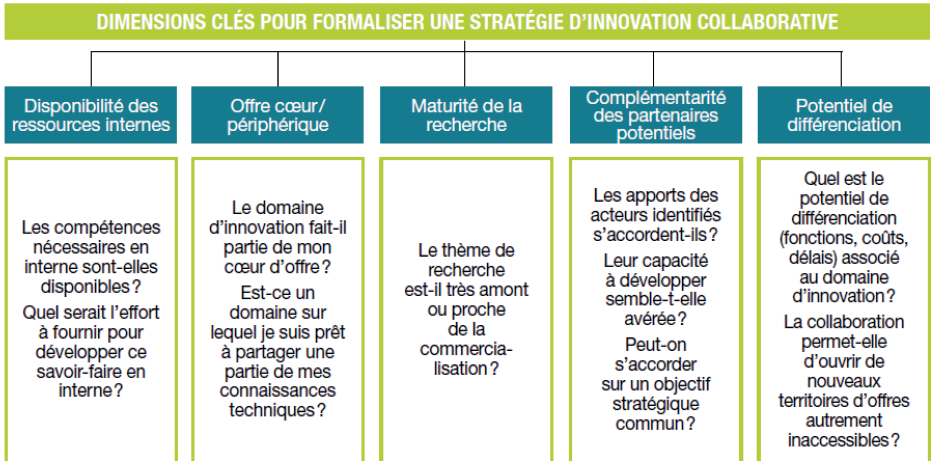 DIMENSIONS CLÉS POUR FORMALISER UNE STRATÉGIE D'INNOVATION COLLABORATIVE
Disponibilité des
ressources internes
Les compétences
nécessaires en
interne sont-elles
disponibles ?
Quel serait l'effort
à fournir pour
développer ce
savoir-faire en
interne ?
Offre cœur/
périphérique
Le domaine
d'innovation fait-il
partie de mon
cœur d'offre ?
Est-ce un
domaine sur
lequel je suis prêt
à partager une
partie de mes
connaissances
techniques ?
Maturité de la
recherche
Le thème de
recherche
est-il très amont
ou proche
de la
commercia-
lisation ?
Complémentarité
des partenaires
potentiels
Les apports des
acteurs identifiés
s'accordent-ils ?
Leur capacité
à développer
semble-t-elle
avérée ?
Peut-on
s'accorder
sur un objectif
stratégique
commun ?
Potentiel de
différenciation
Quel est le
potentiel de
différenciation
(fonctions, coûts,
délais) associé
au domaine
d'innovation ?
La collaboration
permet-elle
d'ouvrir de
nouveaux
territoires d'offres
autrement
inaccessibles ?